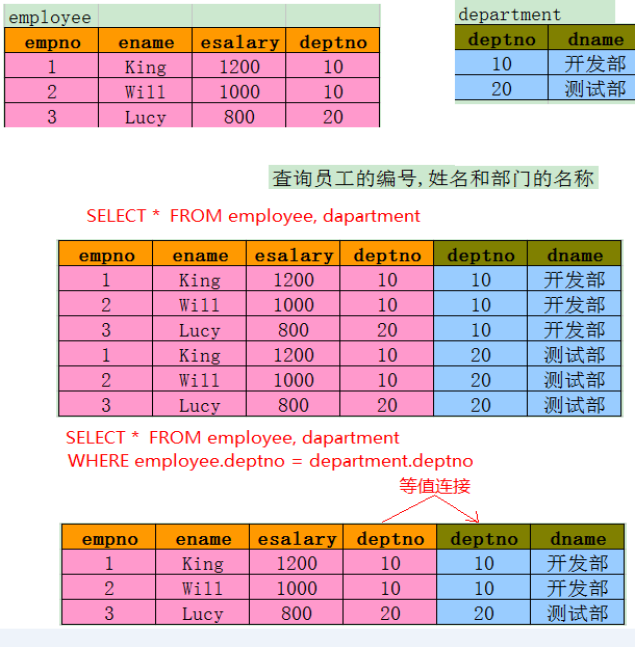 employee
empno ename esalary deptno
1 King 1200 10
2 Will 1000 10
3 Lucy 800 20
department
deptno dname
10 开发部
20 测试部
查询员工的编号,姓名和部门的名称
SELECT * FROM employee, dapartment
empno ename esalary deptno deptno dname
1 King 1200 10 10 开发部
2 Will 1000 10 10 开发部
3 Lucy 800 20 10 开发部
1 King 1200 10 20 测试部
2 Will 1000 10 20 测试部
3 Lucy 800 20 20 测试部
SELECT * FROM employee, dapartment
WHERE employee.deptno = department.deptno
等值连接
empno ename esalary deptno deptno dname
1 King 1200 10 10 开发部
2 Will 1000 10 10 开发部
3 Lucy 800 20 20 测试部